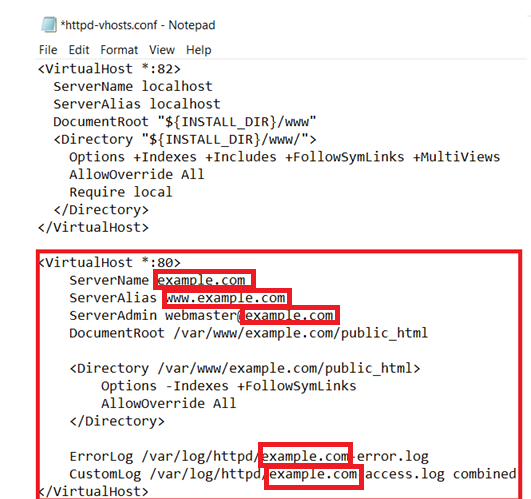 *httpd-vhosts.conf - Notepad
File Edit Format View Help
<VirtualHost *:82>
ServerName localhost
ServerAlias localhost
DocumentRoot "${INSTALL_DIR}/www"
<Directory "${INSTALL_DIR}/www/">
Options +Indexes +Includes +FollowSymLinks +MultiViews
AllowOverride All
Require local
</Directory>
</VirtualHost>
<VirtualHost *:80>
ServerName example.com
ServerAlias www.example.com
ServerAdmin webmaster@example.com
DocumentRoot /var/www/example.com/public_html
<Directory /var/www/example.com/public_html>
Options -Indexes +FollowSymLinks
AllowOverride All
</Directory>
ErrorLog /var/log/httpd/example.com-error.log
CustomLog /var/log/httpd/example.com-access.log combined
</VirtualHost>